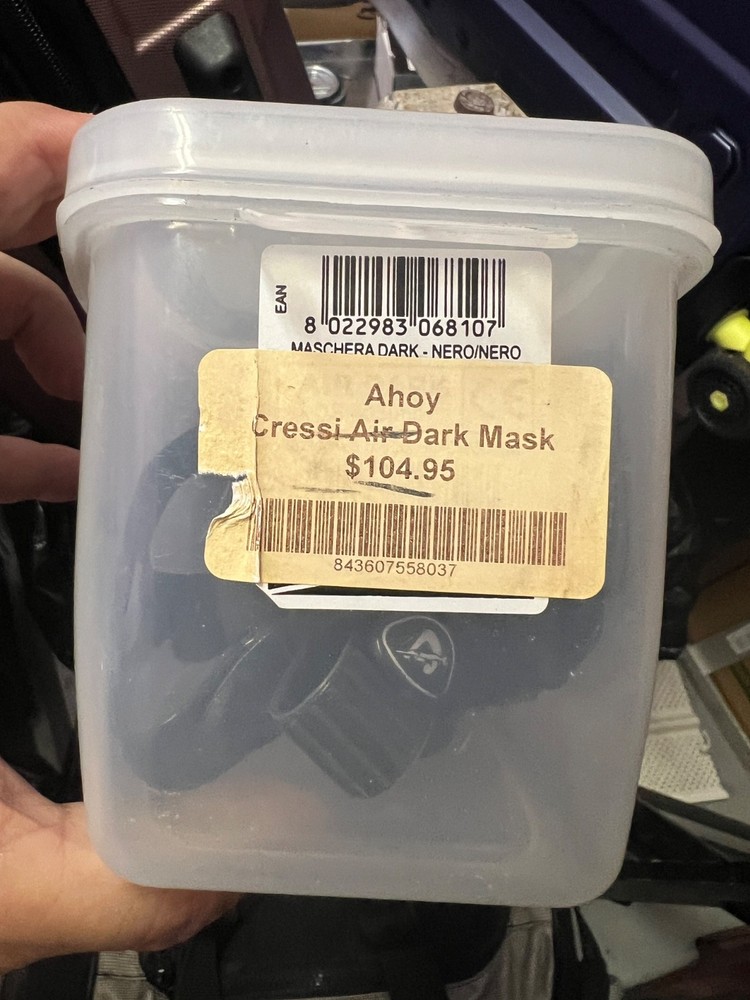 EAN
8 022983 068107
MASCHERA DARK - NERO/NERO
Ahoy
Cressi Air Dark Mask
$104.95
843607558037